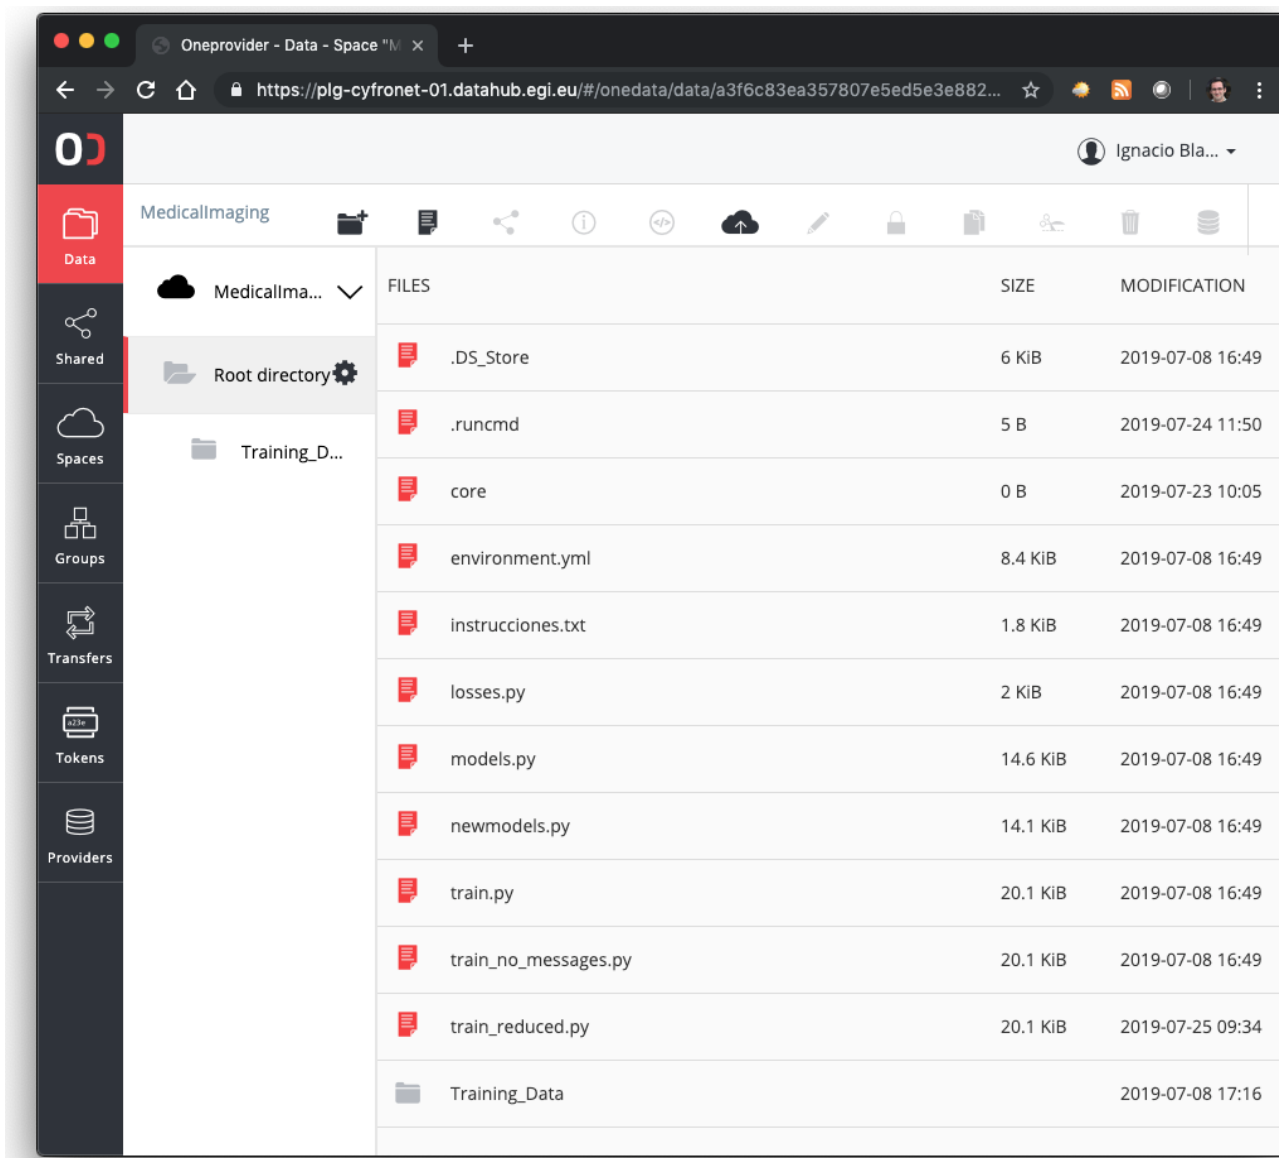 Oneprovider - Data - Space "M
https://plg-cyfronet-01.datahub.egi.eu/#/onedata/data/a3f6c83ea357807e5ed5e3e882...
Ignacio Bla...
Data
Shared
Spaces
Groups
Transfers
a23e
Tokens
Providers
MedicalImaging
MedicalIma...
Root directory
Training_D...
FILES SIZE MODIFICATION
.DS_Store 6 KiB 2019-07-08 16:49
.runcmd 5 B 2019-07-24 11:50
core 0 B 2019-07-23 10:05
environment.yml 8.4 KiB 2019-07-08 16:49
instrucciones.txt 1.8 KiB 2019-07-08 16:49
losses.py 2 KiB 2019-07-08 16:49
models.py 14.6 KiB 2019-07-08 16:49
newmodels.py 14.1 KiB 2019-07-08 16:49
train.py 20.1 KiB 2019-07-08 16:49
train_no_messages.py 20.1 KiB 2019-07-08 16:49
train_reduced.py 20.1 KiB 2019-07-25 09:34
Training_Data 2019-07-08 17:16